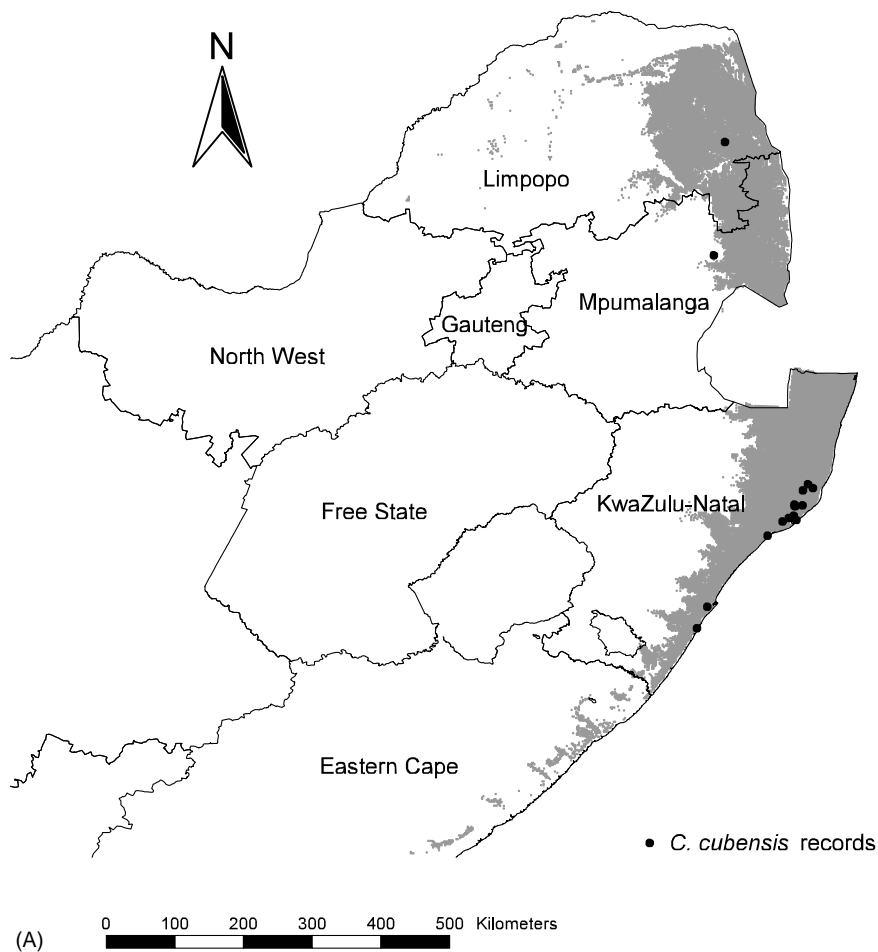 N
Limpopo
Mpumalanga
Gauteng
North West
KwaZulu-Natal
Free State
Eastern Cape
C. cubensis records
(A)
0 100 200 300 400 500 Kilometers